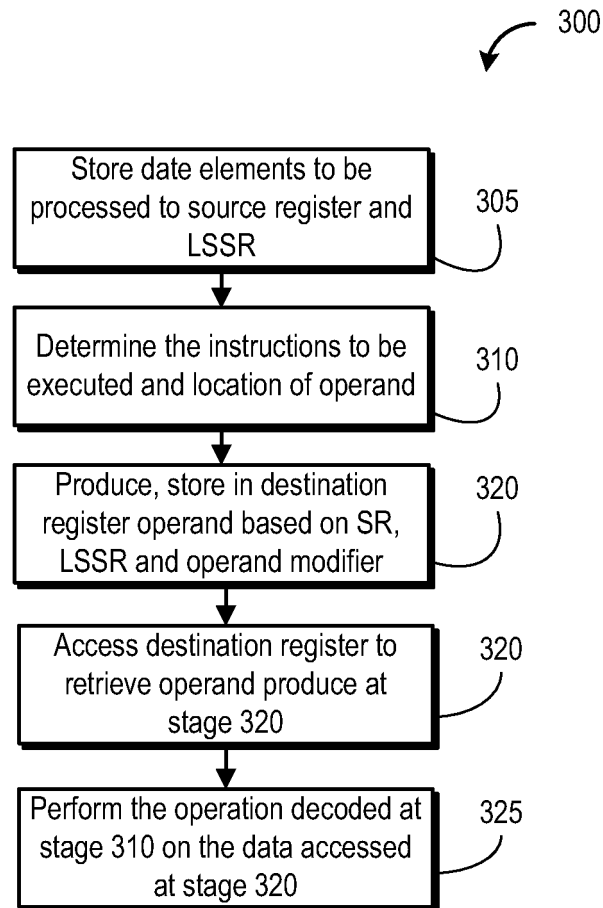 300
Store date elements to be
processed to source register and
LSSR
305
Determine the instructions to be
executed and location of operand
310
Produce, store in destination
register operand based on SR,
LSSR and operand modifier
320
Access destination register to
retrieve operand produce at
stage 320
320
Perform the operation decoded at
stage 310 on the data accessed
at stage 320
325